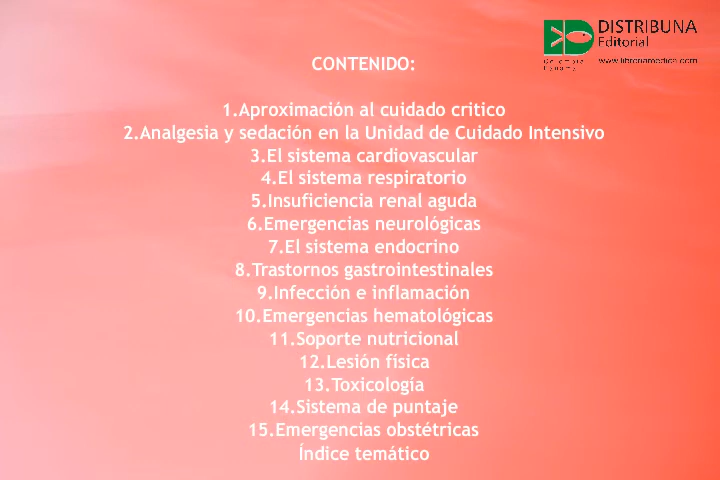 DISTRIBUNA
Editorial
Colombia
Panamá
www.libreriamedica.com
CONTENIDO:
1.Aproximación al cuidado critico
2.Analgesia y sedación en la Unidad de Cuidado Intensivo
3.El sistema cardiovascular
4.El sistema respiratorio
5.Insuficiencia renal aguda
6.Emergencias neurológicas
7.El sistema endocrino
8.Trastornos gastrointestinales
9.Infección e inflamación
10.Emergencias hematológicas
11.Soporte nutricional
12.Lesión física
13.Toxicología
14.Sistema de puntaje
15.Emergencias obstétricas
Índice temático